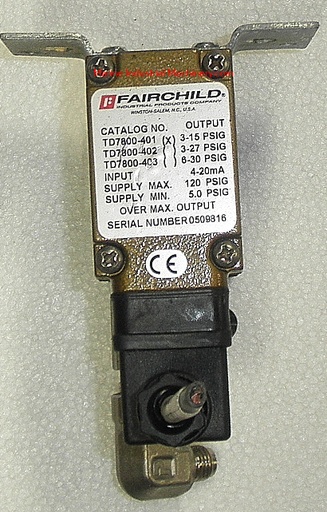 FAIRCHILD.
INDUSTRIAL PRODUCTS COMPANY
WINSTON-SALEM, N.C., U.S.A.
CATALOG NO. OUTPUT
TD7800-401 (X) 3-15 PSIG
TD7800-402 ( ) 3-27 PSIG
TD7800-403 ( ) 6-30 PSIG
INPUT 4-20mA
SUPPLY MAX. 120 PSIG
SUPPLY MIN. 5.0 PSIG
OVER MAX. OUTPUT
SERIAL NUMBER 0509816
CE